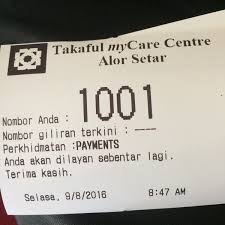 Takaful myCare Centre
Alor Setar
Nombor Anda : 1001
Nombor giliran terkini : ----
Perkhidmatan :PAYMENTS
Anda akan dilayan sebentar lagi.
Terima kasih.
Selasa, 9/8/2016 8:47 AM